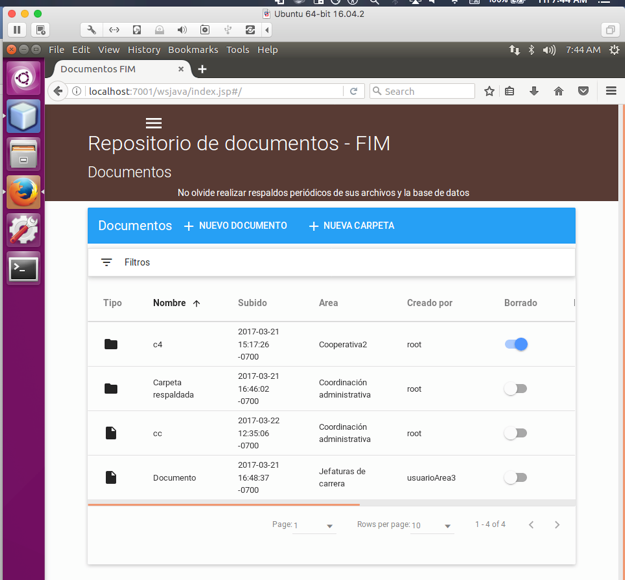 Ubuntu 64-bit 16.04.2
File Edit View History Bookmarks Tools Help
7:44 AM
Documentos FIM
localhost:7001/wsjava/index.jsp#/
Search
Repositorio de documentos - FIM
Documentos
No olvide realizar respaldos periódicos de sus archivos y la base de datos
Documentos + NUEVO DOCUMENTO + NUEVA CARPETA
Filtros
Tipo Nombre Subido Area Creado por Borrado
2017-03-21
c4 15:17:26 Cooperativa2 root
-0700
2017-03-21
Carpeta 16:46:02 Coordinación root
respaldada -0700 administrativa
2017-03-22
cc 12:35:06 Coordinación root
-0700 administrativa
2017-03-21
Documento 16:48:37 Jefaturas de usuarioArea3
-0700 carrera
Page: 1 Rows per page: 10 1 - 4 of 4